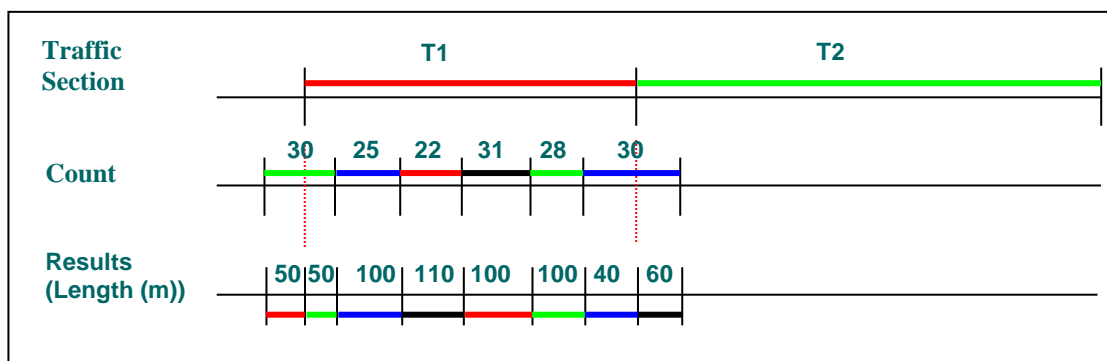 Traffic
Section
T1 T2
Count
30 25 22 31 28 30
Results
(Length (m))
50 50 100 110 100 100 40 60